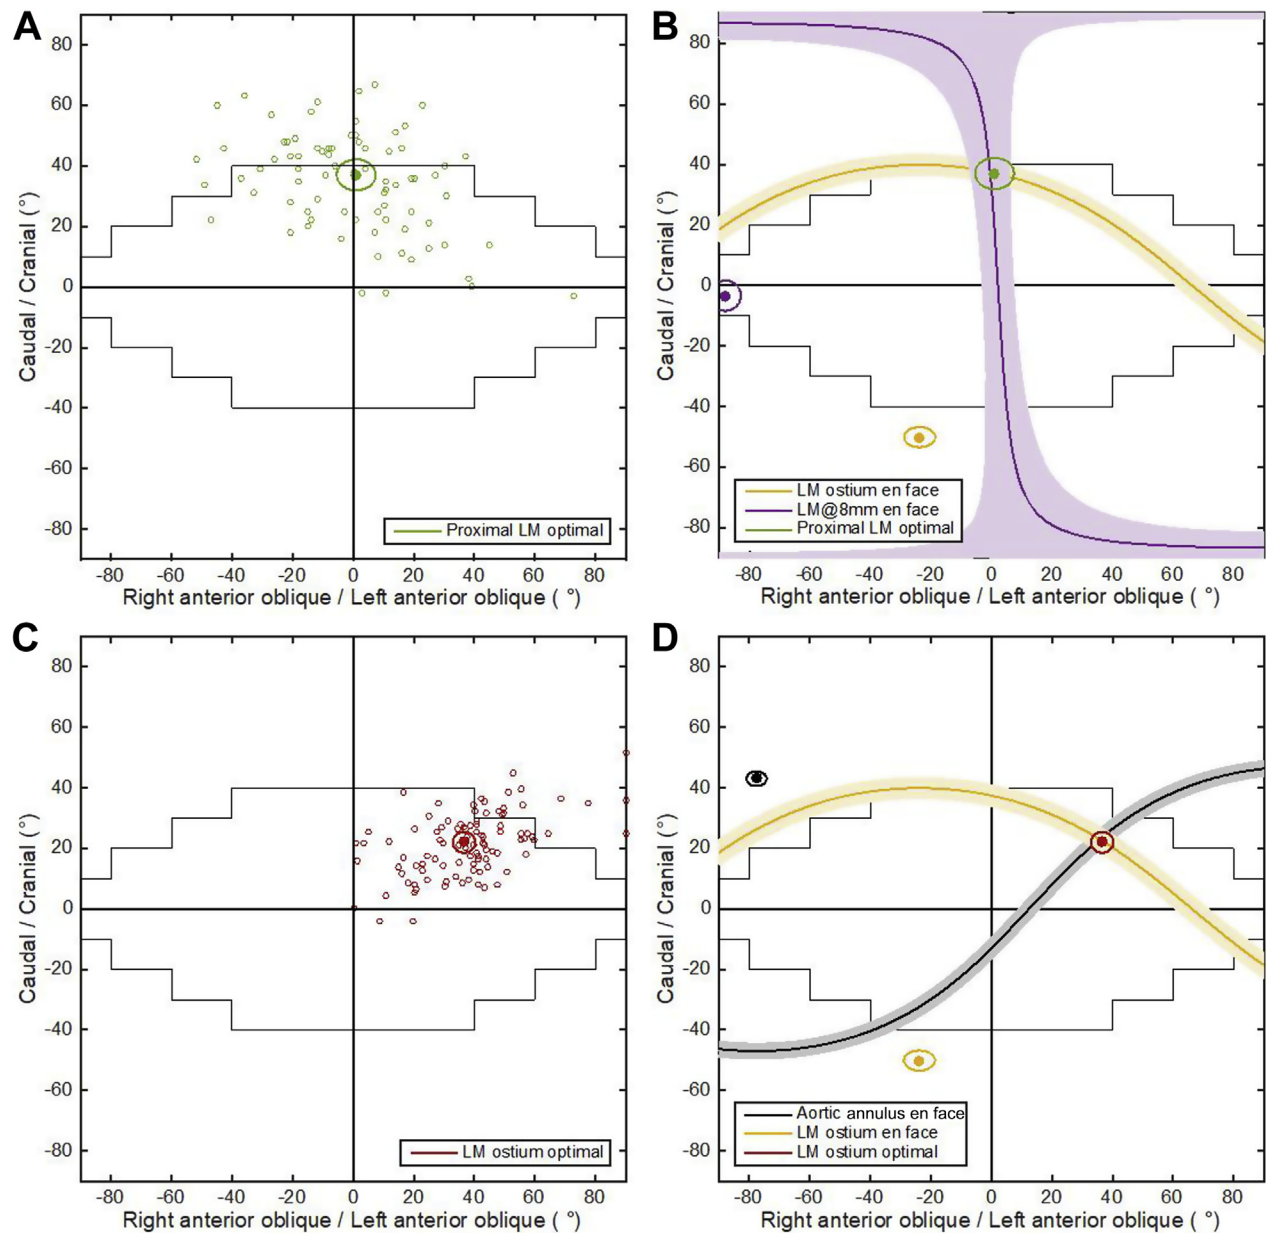 A
80
60
40
20
0
-20
-40
-60
-80
Caudal / Cranial (°)
Proximal LM optimal
-80 -60 -40 -20 0 20 40 60 80
Right anterior oblique / Left anterior oblique ( °)
B
80
60
40
20
0
-20
-40
-60
-80
Caudal / Cranial (°)
LM ostium en face
LM@8mm en face
Proximal LM optimal
-80 -60 -40 -20 0 20 40 60 80
Right anterior oblique / Left anterior oblique ( °)
C
80
60
40
20
0
-20
-40
-60
-80
Caudal / Cranial (°)
LM ostium optimal
-80 -60 -40 -20 0 20 40 60 80
Right anterior oblique / Left anterior oblique ( °)
D
80
60
40
20
0
-20
-40
-60
-80
Caudal / Cranial (°)
Aortic annulus en face
LM ostium en face
LM ostium optimal
-80 -60 -40 -20 0 20 40 60 80
Right anterior oblique / Left anterior oblique ( °)